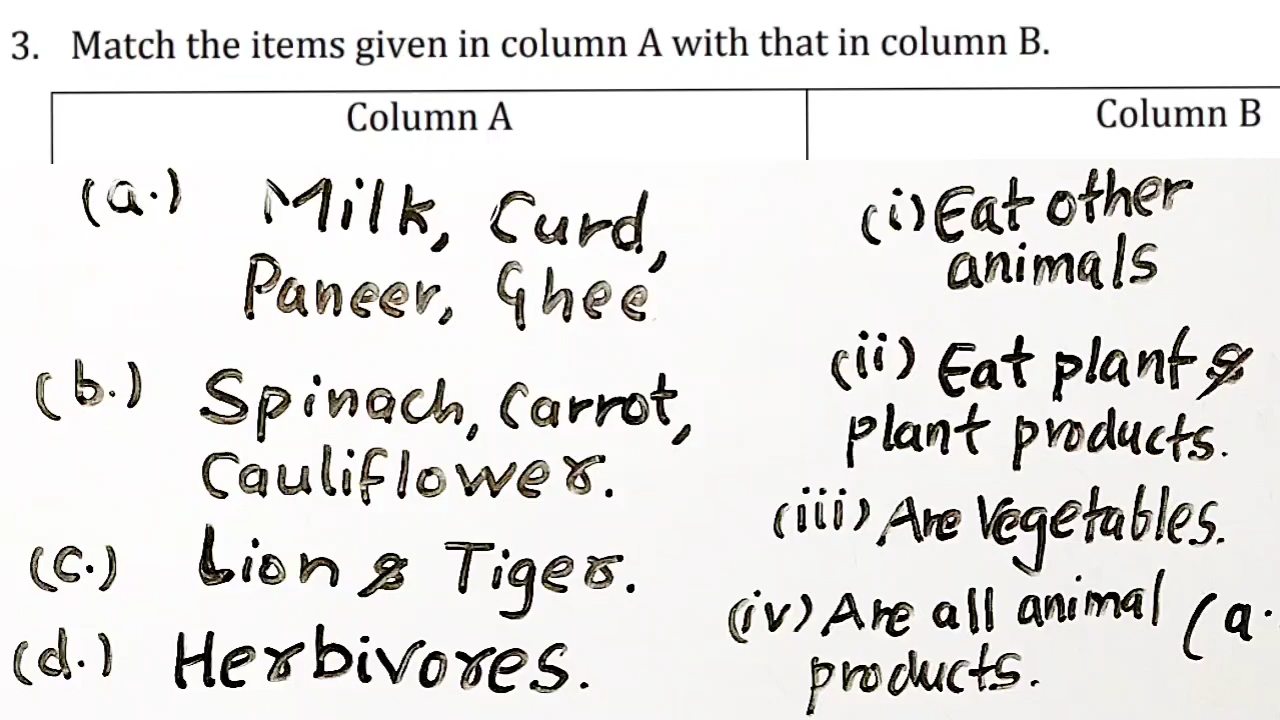 3. Match the items given in column A with that in column B.
Column A Column B
(a.) Milk, Curd,
Paneer, Ghee
(i) Eat other
animals
(b.) Spinach, Carrot,
Cauliflower.
(ii) Eat plant &
plant products.
(c.) Lion & Tiger.
(iii) Are Vegetables.
(d.) Herbivores.
(iv) Are all animal (a.
products.